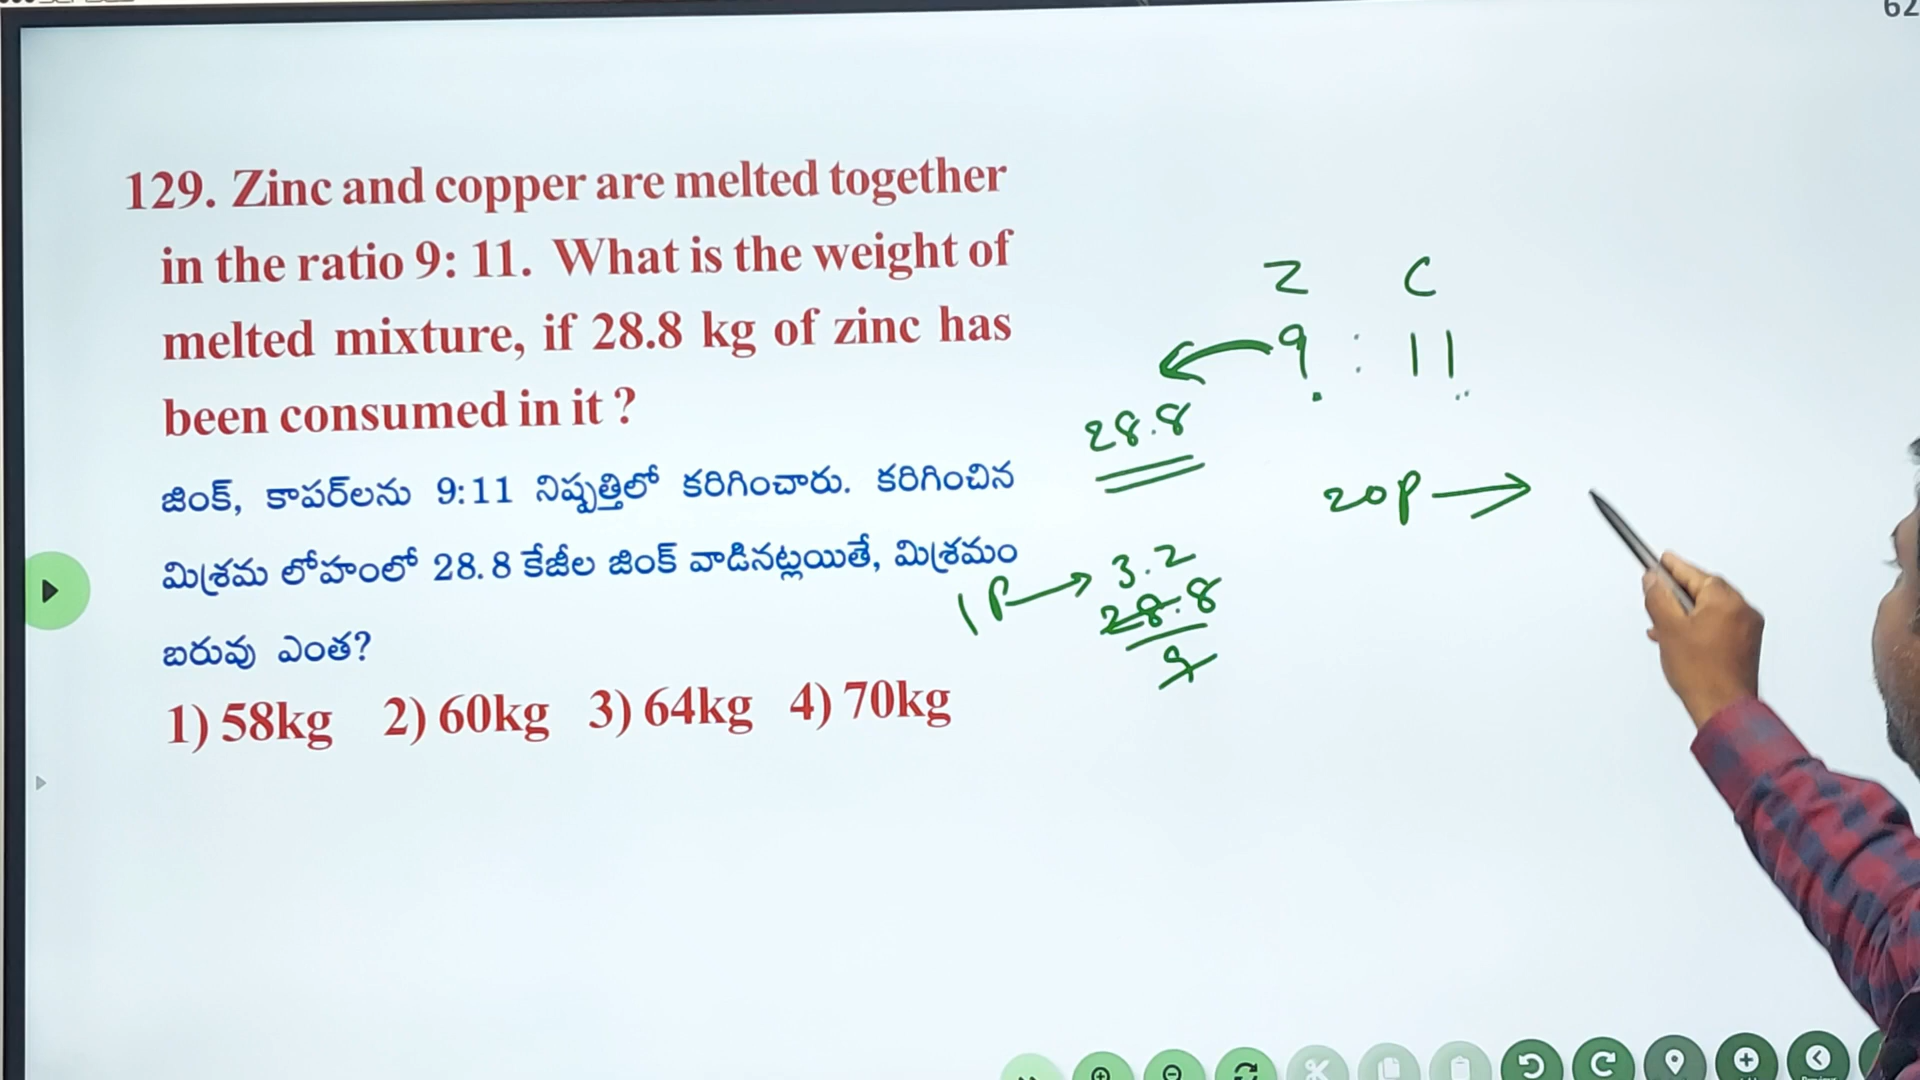 62
129. Zinc and copper are melted together
in the ratio 9: 11. What is the weight of
melted mixture, if 28.8 kg of zinc has
been consumed in it ?
జింక్, కాపర్‌లను 9:11 నిష్పత్తిలో కరిగించారు. కరిగించిన
మిశ్రమ లోహంలో 28.8 కేజీల జింక్ వాడినట్లయితే, మిశ్రమం
బరువు ఎంత?
1) 58kg 2) 60kg 3) 64kg 4) 70kg
Z C
9 : 11
28.8
20P →
3.2
1P → 28.8
9